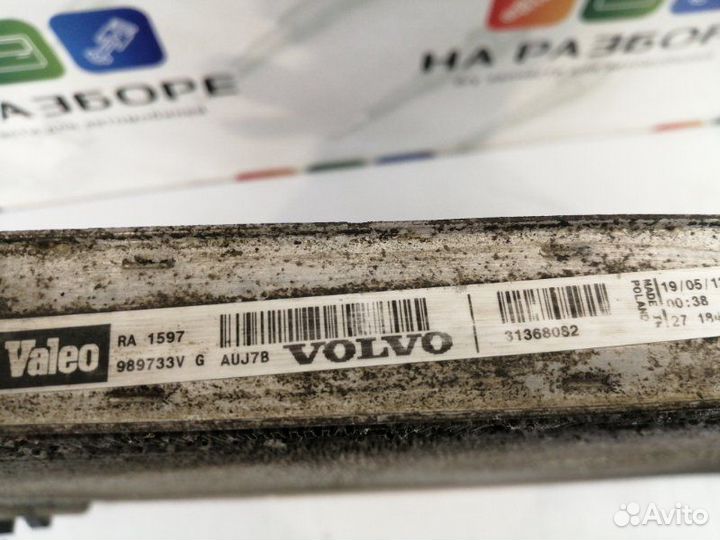 НА РАЗБОРЕ
РАЗБОРЕ
Valeo
RA 1597
989733V G
AUJ7B
VOLVO
31368082
MADE
POLAND
19/05/1
00:38
27 184
Avito